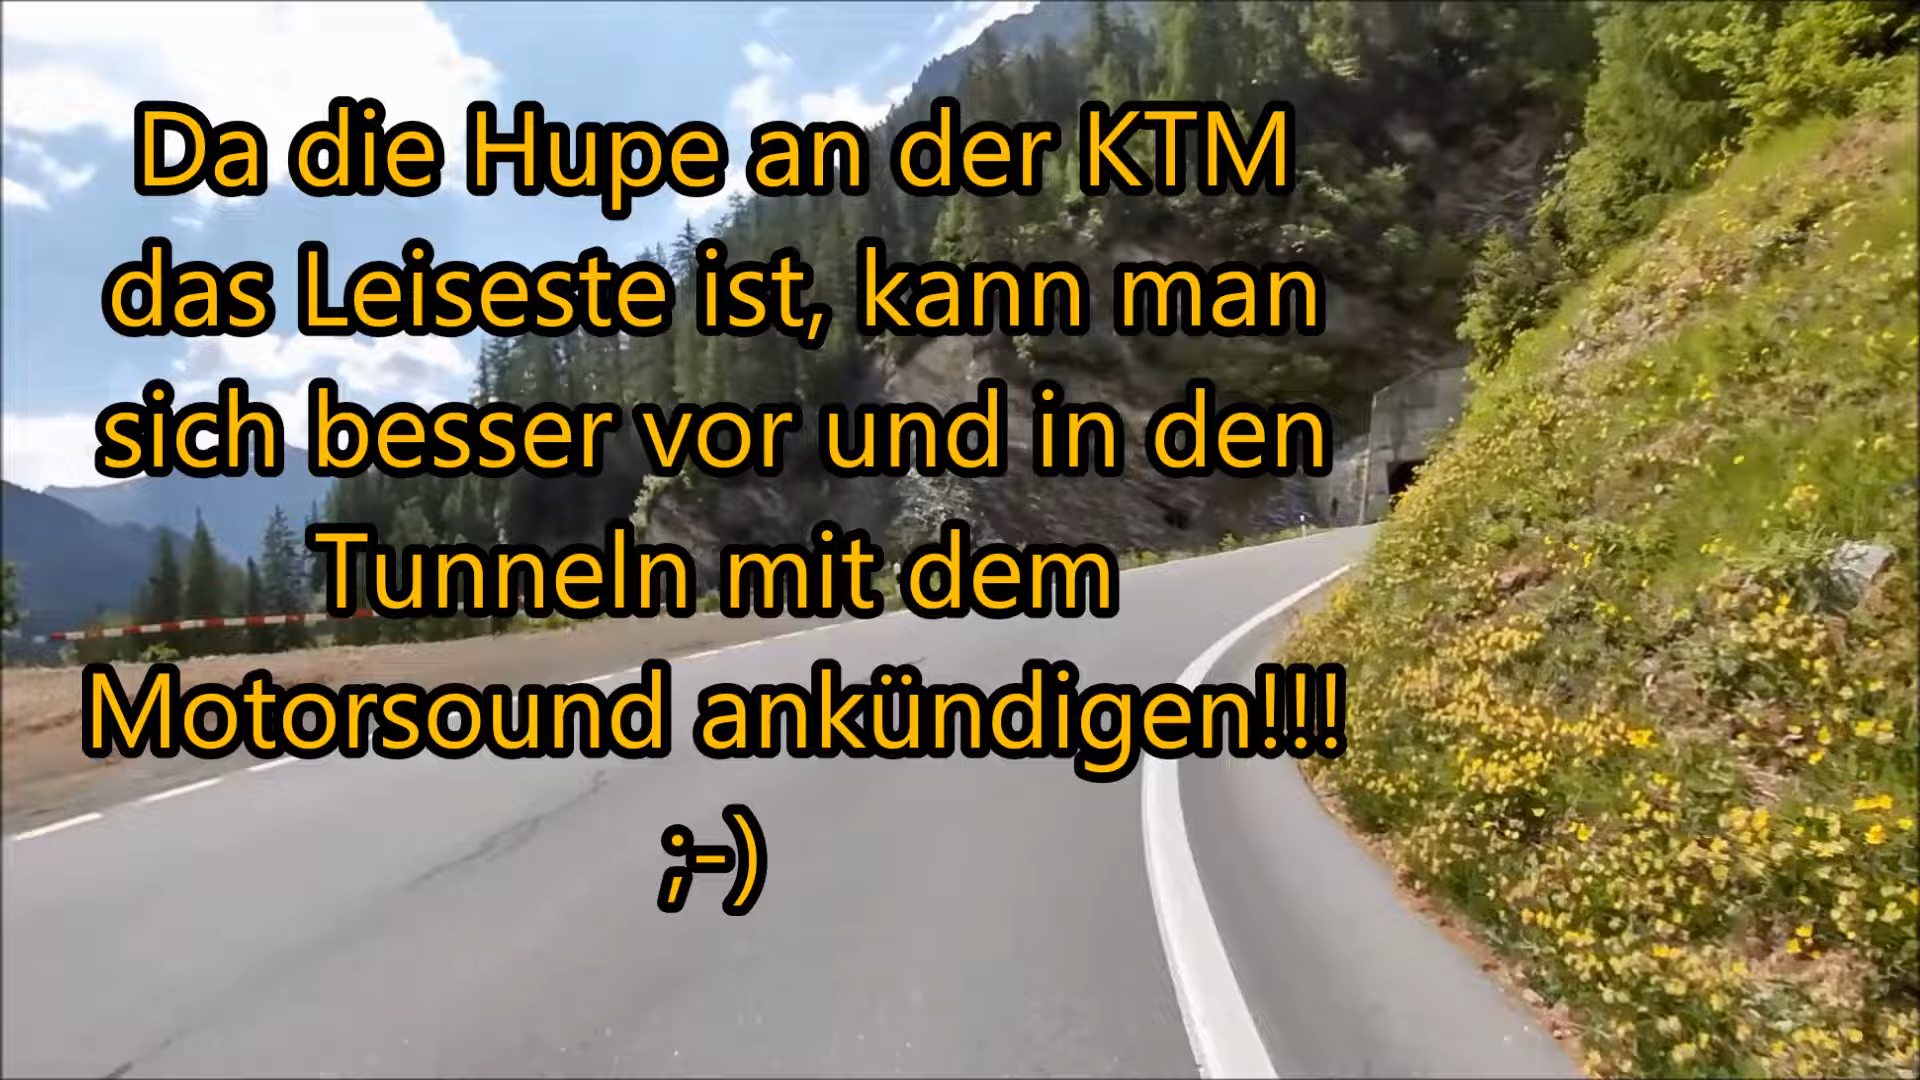 Da die Hupe an der KTM
das Leiseste ist, kann man
sich besser vor und in den
Tunneln mit dem
Motorsound ankündigen!!!
;-)